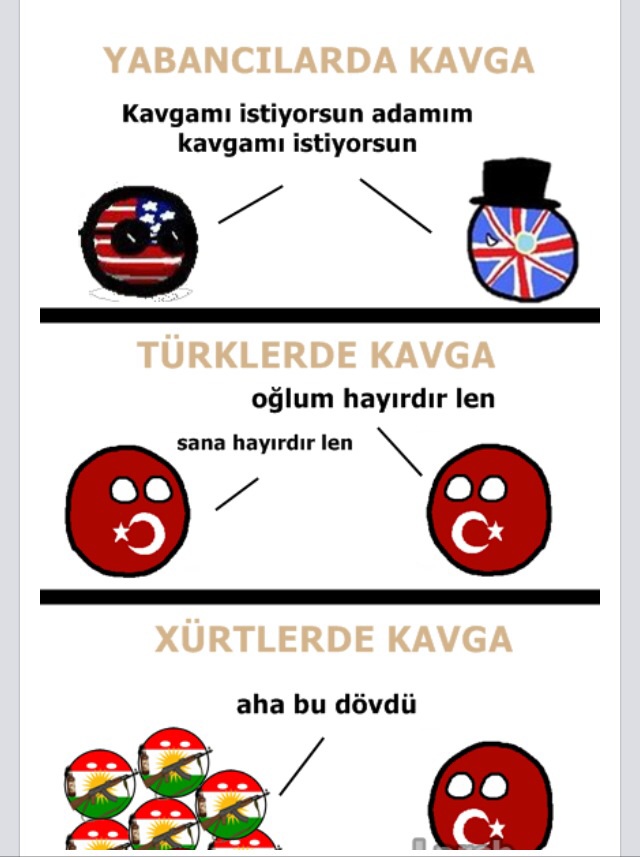 YABANCILARDA KAVGA
Kavgamı istiyorsun adamım
kavgamı istiyorsun
TÜRKLERDE KAVGA
oğlum hayırdır len
sana hayırdır len
XÜRTLERDE KAVGA
aha bu dövdü